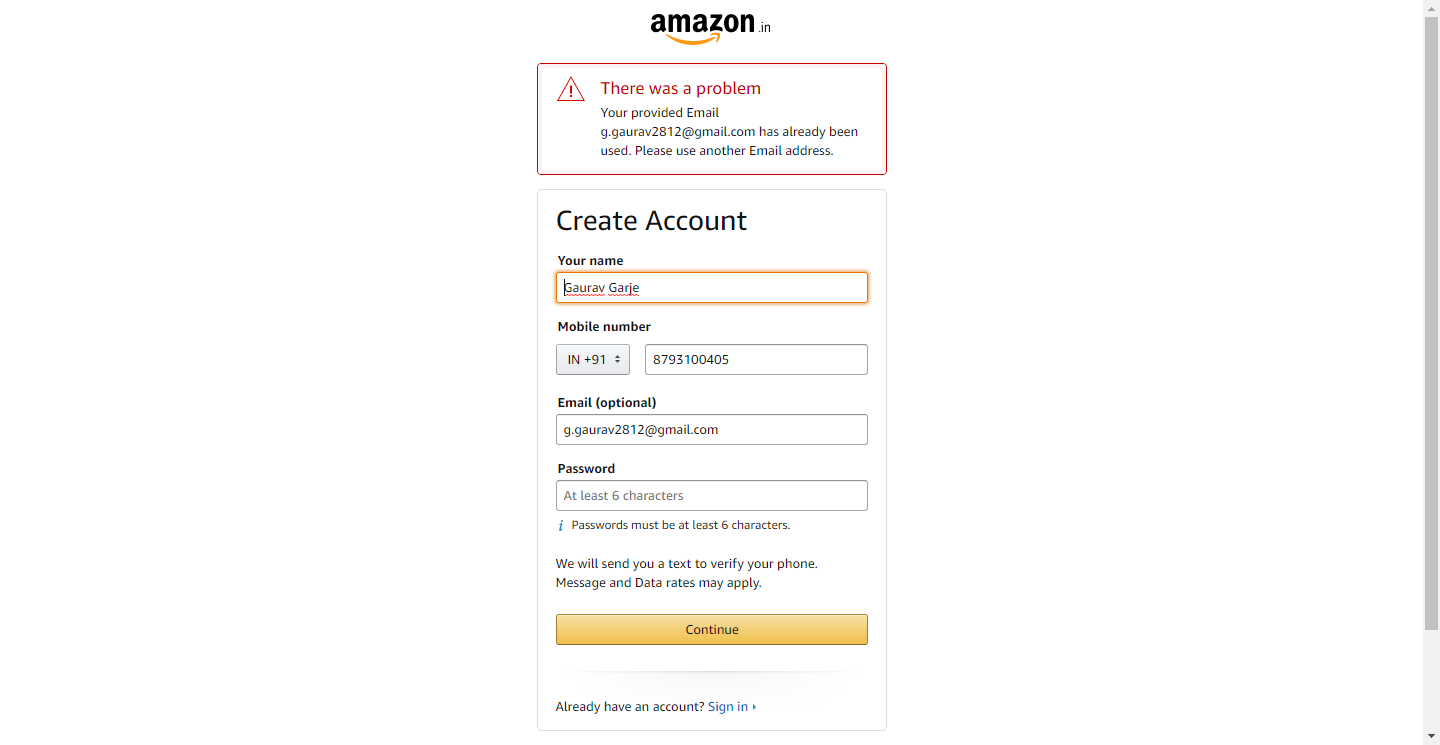 amazon.in
There was a problem
Your provided Email
g.gaurav2812@gmail.com has already been
used. Please use another Email address.
Create Account
Your name
Gaurav Garje
Mobile number
IN +91 8793100405
Email (optional)
g.gaurav2812@gmail.com
Password
At least 6 characters
i Passwords must be at least 6 characters.
We will send you a text to verify your phone.
Message and Data rates may apply.
Continue
Already have an account? Sign in